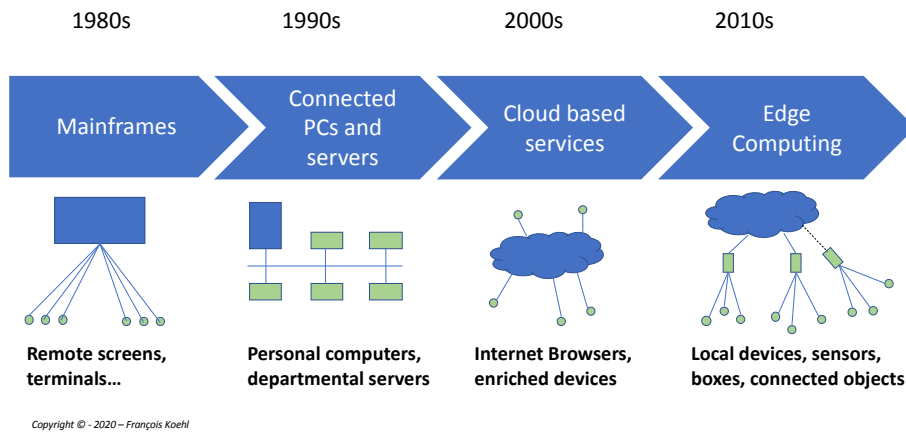 1980s
1990s
2000s
2010s
Mainframes
Connected
PCs and
servers
Cloud based
services
Edge
Computing
Remote screens,
terminals…
Personal computers,
departmental servers
Internet Browsers,
enriched devices
Local devices, sensors,
boxes, connected objects
Copyright © - 2020 – François Koehl